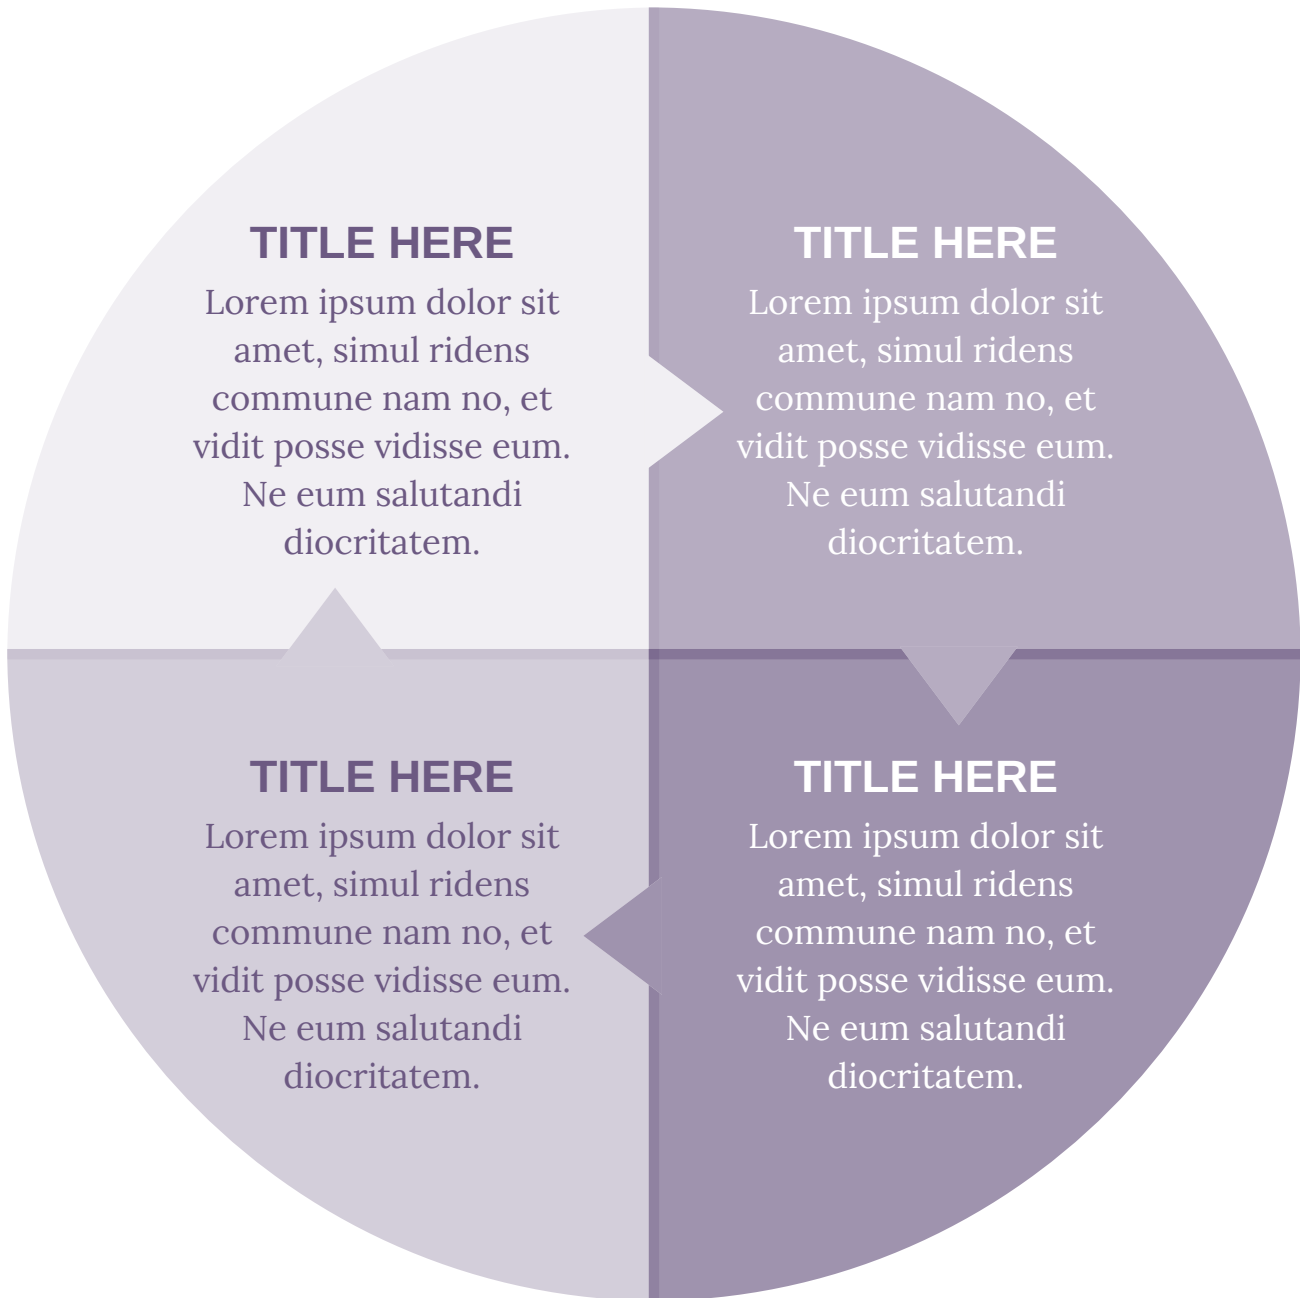 TITLE HERE
Lorem ipsum dolor sit
amet, simul ridens
commune nam no, et
vidit posse vidisse eum.
Ne eum salutandi
diocritatem.
TITLE HERE
Lorem ipsum dolor sit
amet, simul ridens
commune nam no, et
vidit posse vidisse eum.
Ne eum salutandi
diocritatem.
TITLE HERE
Lorem ipsum dolor sit
amet, simul ridens
commune nam no, et
vidit posse vidisse eum.
Ne eum salutandi
diocritatem.
TITLE HERE
Lorem ipsum dolor sit
amet, simul ridens
commune nam no, et
vidit posse vidisse eum.
Ne eum salutandi
diocritatem.